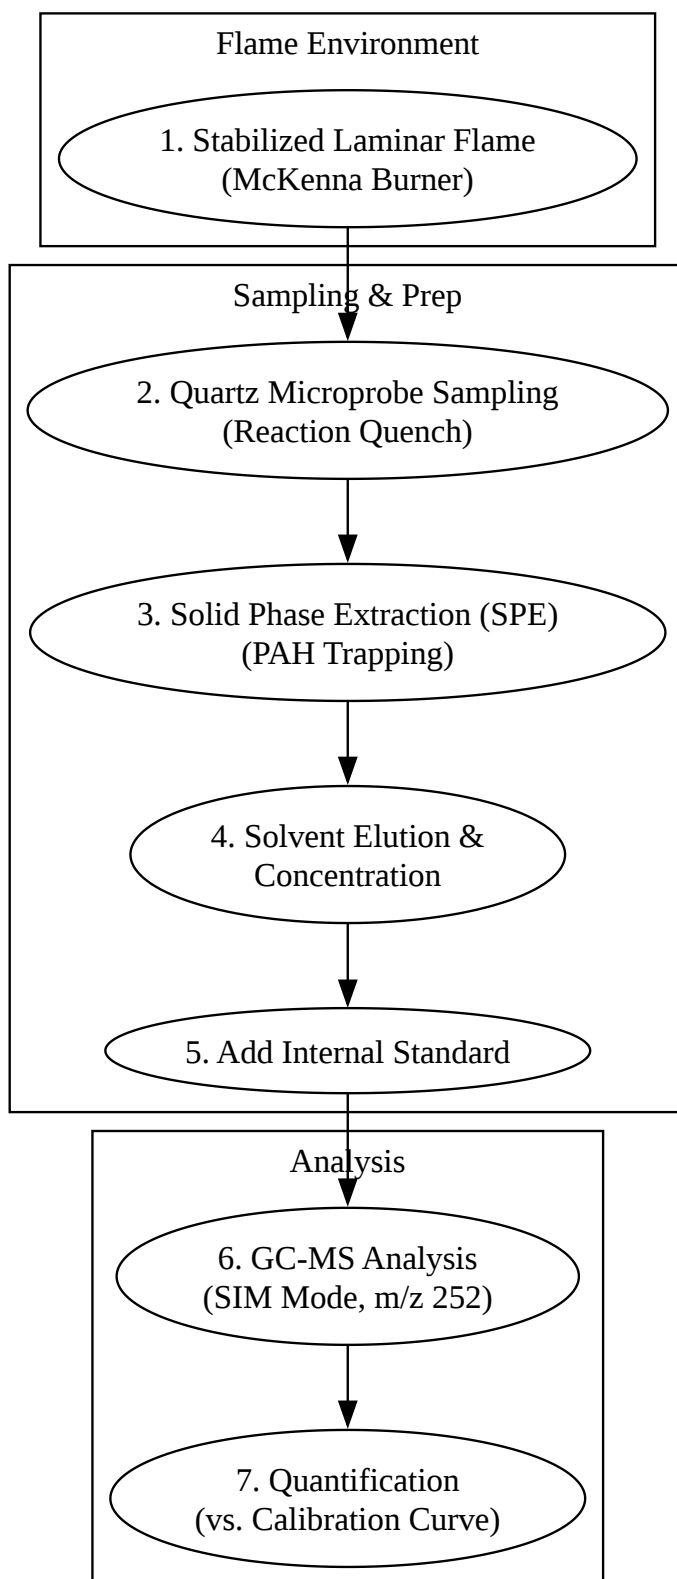 Flame Environment
1. Stabilized Laminar Flame
(McKenna Burner)
Sampling & Prep
2. Quartz Microprobe Sampling
(Reaction Quench)
3. Solid Phase Extraction (SPE)
(PAH Trapping)
4. Solvent Elution &
Concentration
5. Add Internal Standard
Analysis
6. GC-MS Analysis
(SIM Mode, m/z 252)
7. Quantification
(vs. Calibration Curve)